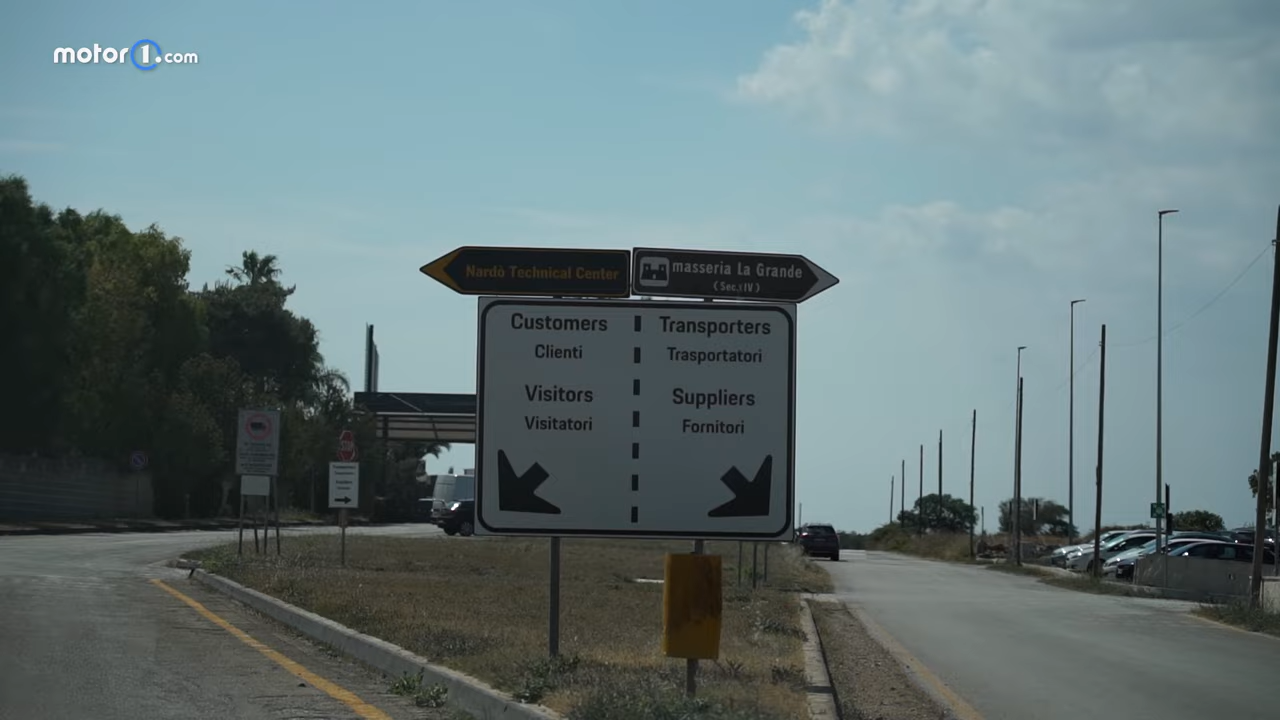 motor1.com
Nardò Technical Center
masseria La Grande
(Sec. IV)
Customers
Clienti
Visitors
Visitatori
Transporters
Trasportatori
Suppliers
Fornitori